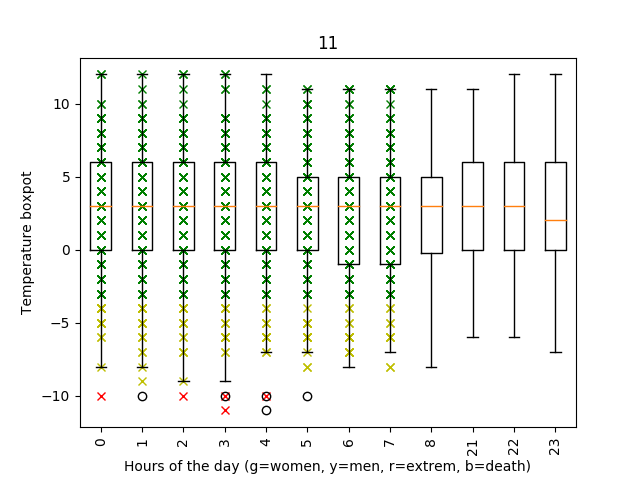 11
Temperature boxpot
10
5
0
−5
−10
0 1 2 3 4 5 6 7 8 21 22 23
Hours of the day (g=women, y=men, r=extrem, b=death)